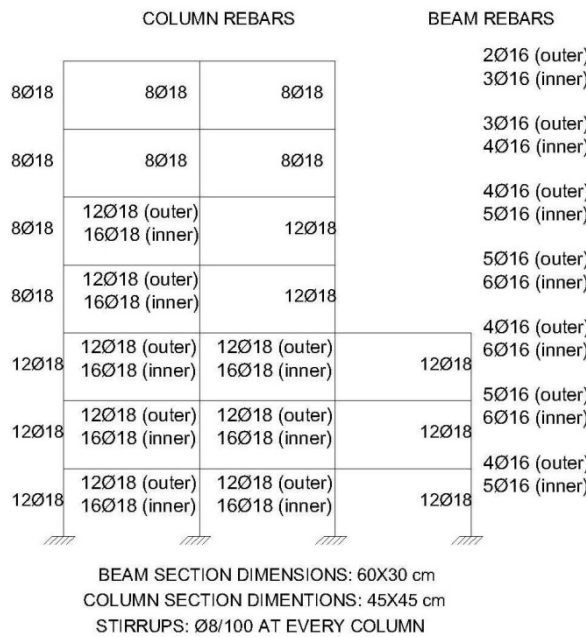 COLUMN REBARS BEAM REBARS
2Ø16 (outer)
3Ø16 (inner)
8Ø18 8Ø18 8Ø18
3Ø16 (outer)
4Ø16 (inner)
8Ø18 8Ø18 8Ø18
4Ø16 (outer)
5Ø16 (inner)
8Ø18 12Ø18 (outer) 12Ø18
16Ø18 (inner)
5Ø16 (outer)
6Ø16 (inner)
8Ø18 12Ø18 (outer) 12Ø18
16Ø18 (inner)
4Ø16 (outer)
6Ø16 (inner)
12Ø18 12Ø18 (outer) 12Ø18 (outer) 12Ø18
16Ø18 (inner) 16Ø18 (inner)
5Ø16 (outer)
6Ø16 (inner)
12Ø18 12Ø18 (outer) 12Ø18 (outer) 12Ø18
16Ø18 (inner) 16Ø18 (inner)
4Ø16 (outer)
5Ø16 (inner)
12Ø18 12Ø18 (outer) 12Ø18 (outer) 12Ø18
16Ø18 (inner) 16Ø18 (inner)
BEAM SECTION DIMENSIONS: 60X30 cm
COLUMN SECTION DIMENTIONS: 45X45 cm
STIRRUPS: Ø8/100 AT EVERY COLUMN